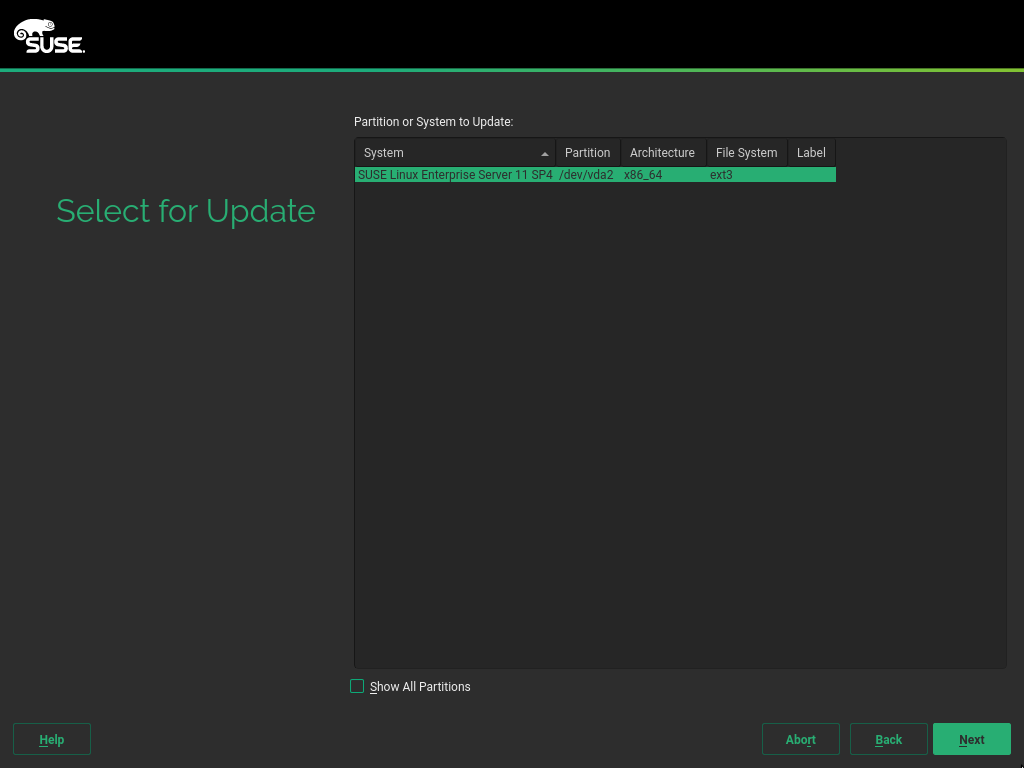 SUSE.
Partition or System to Update:
System Partition Architecture File System Label
SUSE Linux Enterprise Server 11 SP4 /dev/vda2 x86_64 ext3
Select for Update
Show All Partitions
Help Abort Back Next